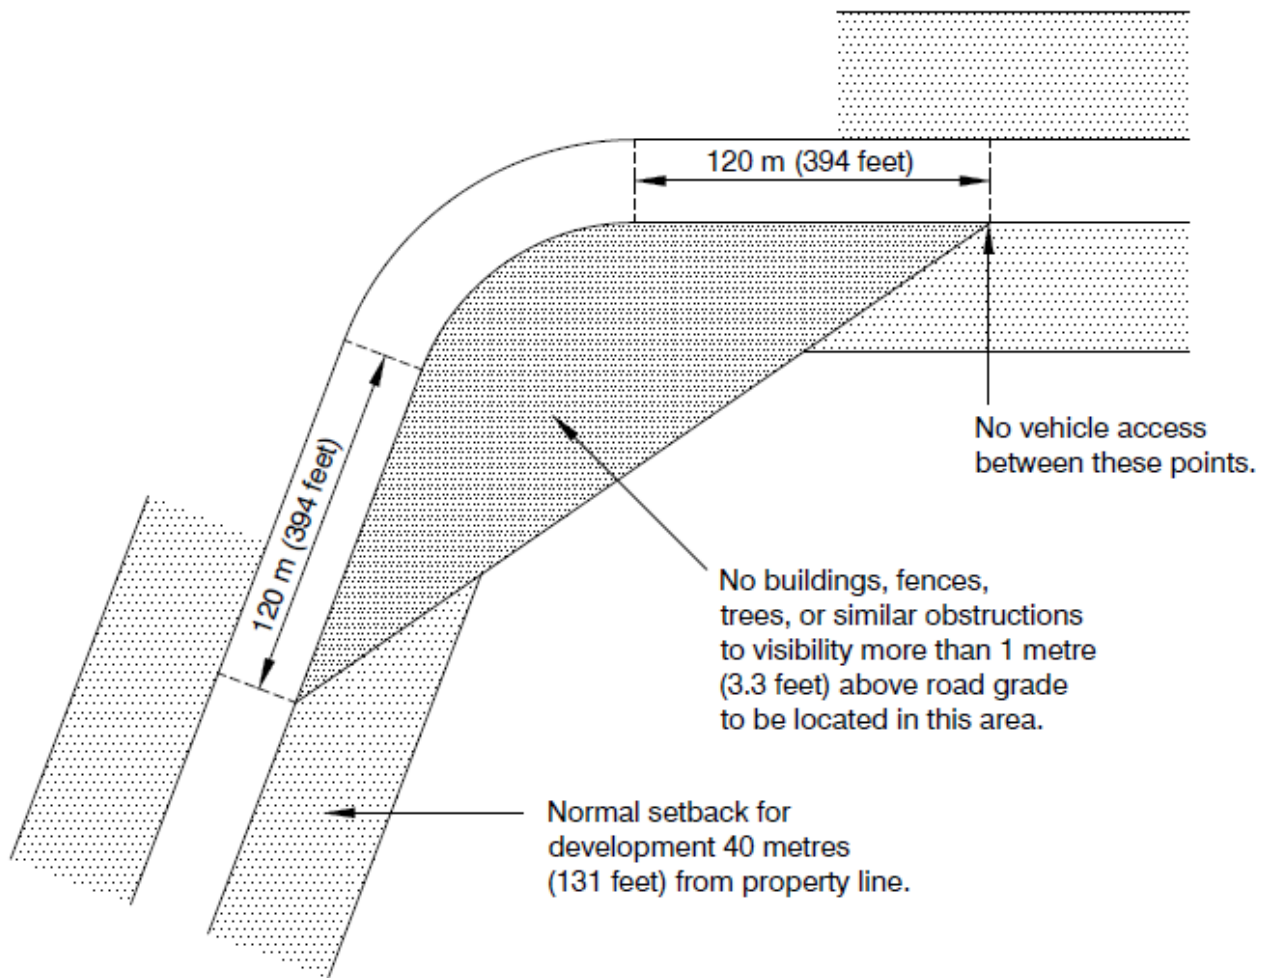 120 m (394 feet)
No vehicle access
between these points.
120 m (394 feet)
No buildings, fences,
trees, or similar obstructions
to visibility more than 1 metre
(3.3 feet) above road grade
to be located in this area.
Normal setback for
development 40 metres
(131 feet) from property line.